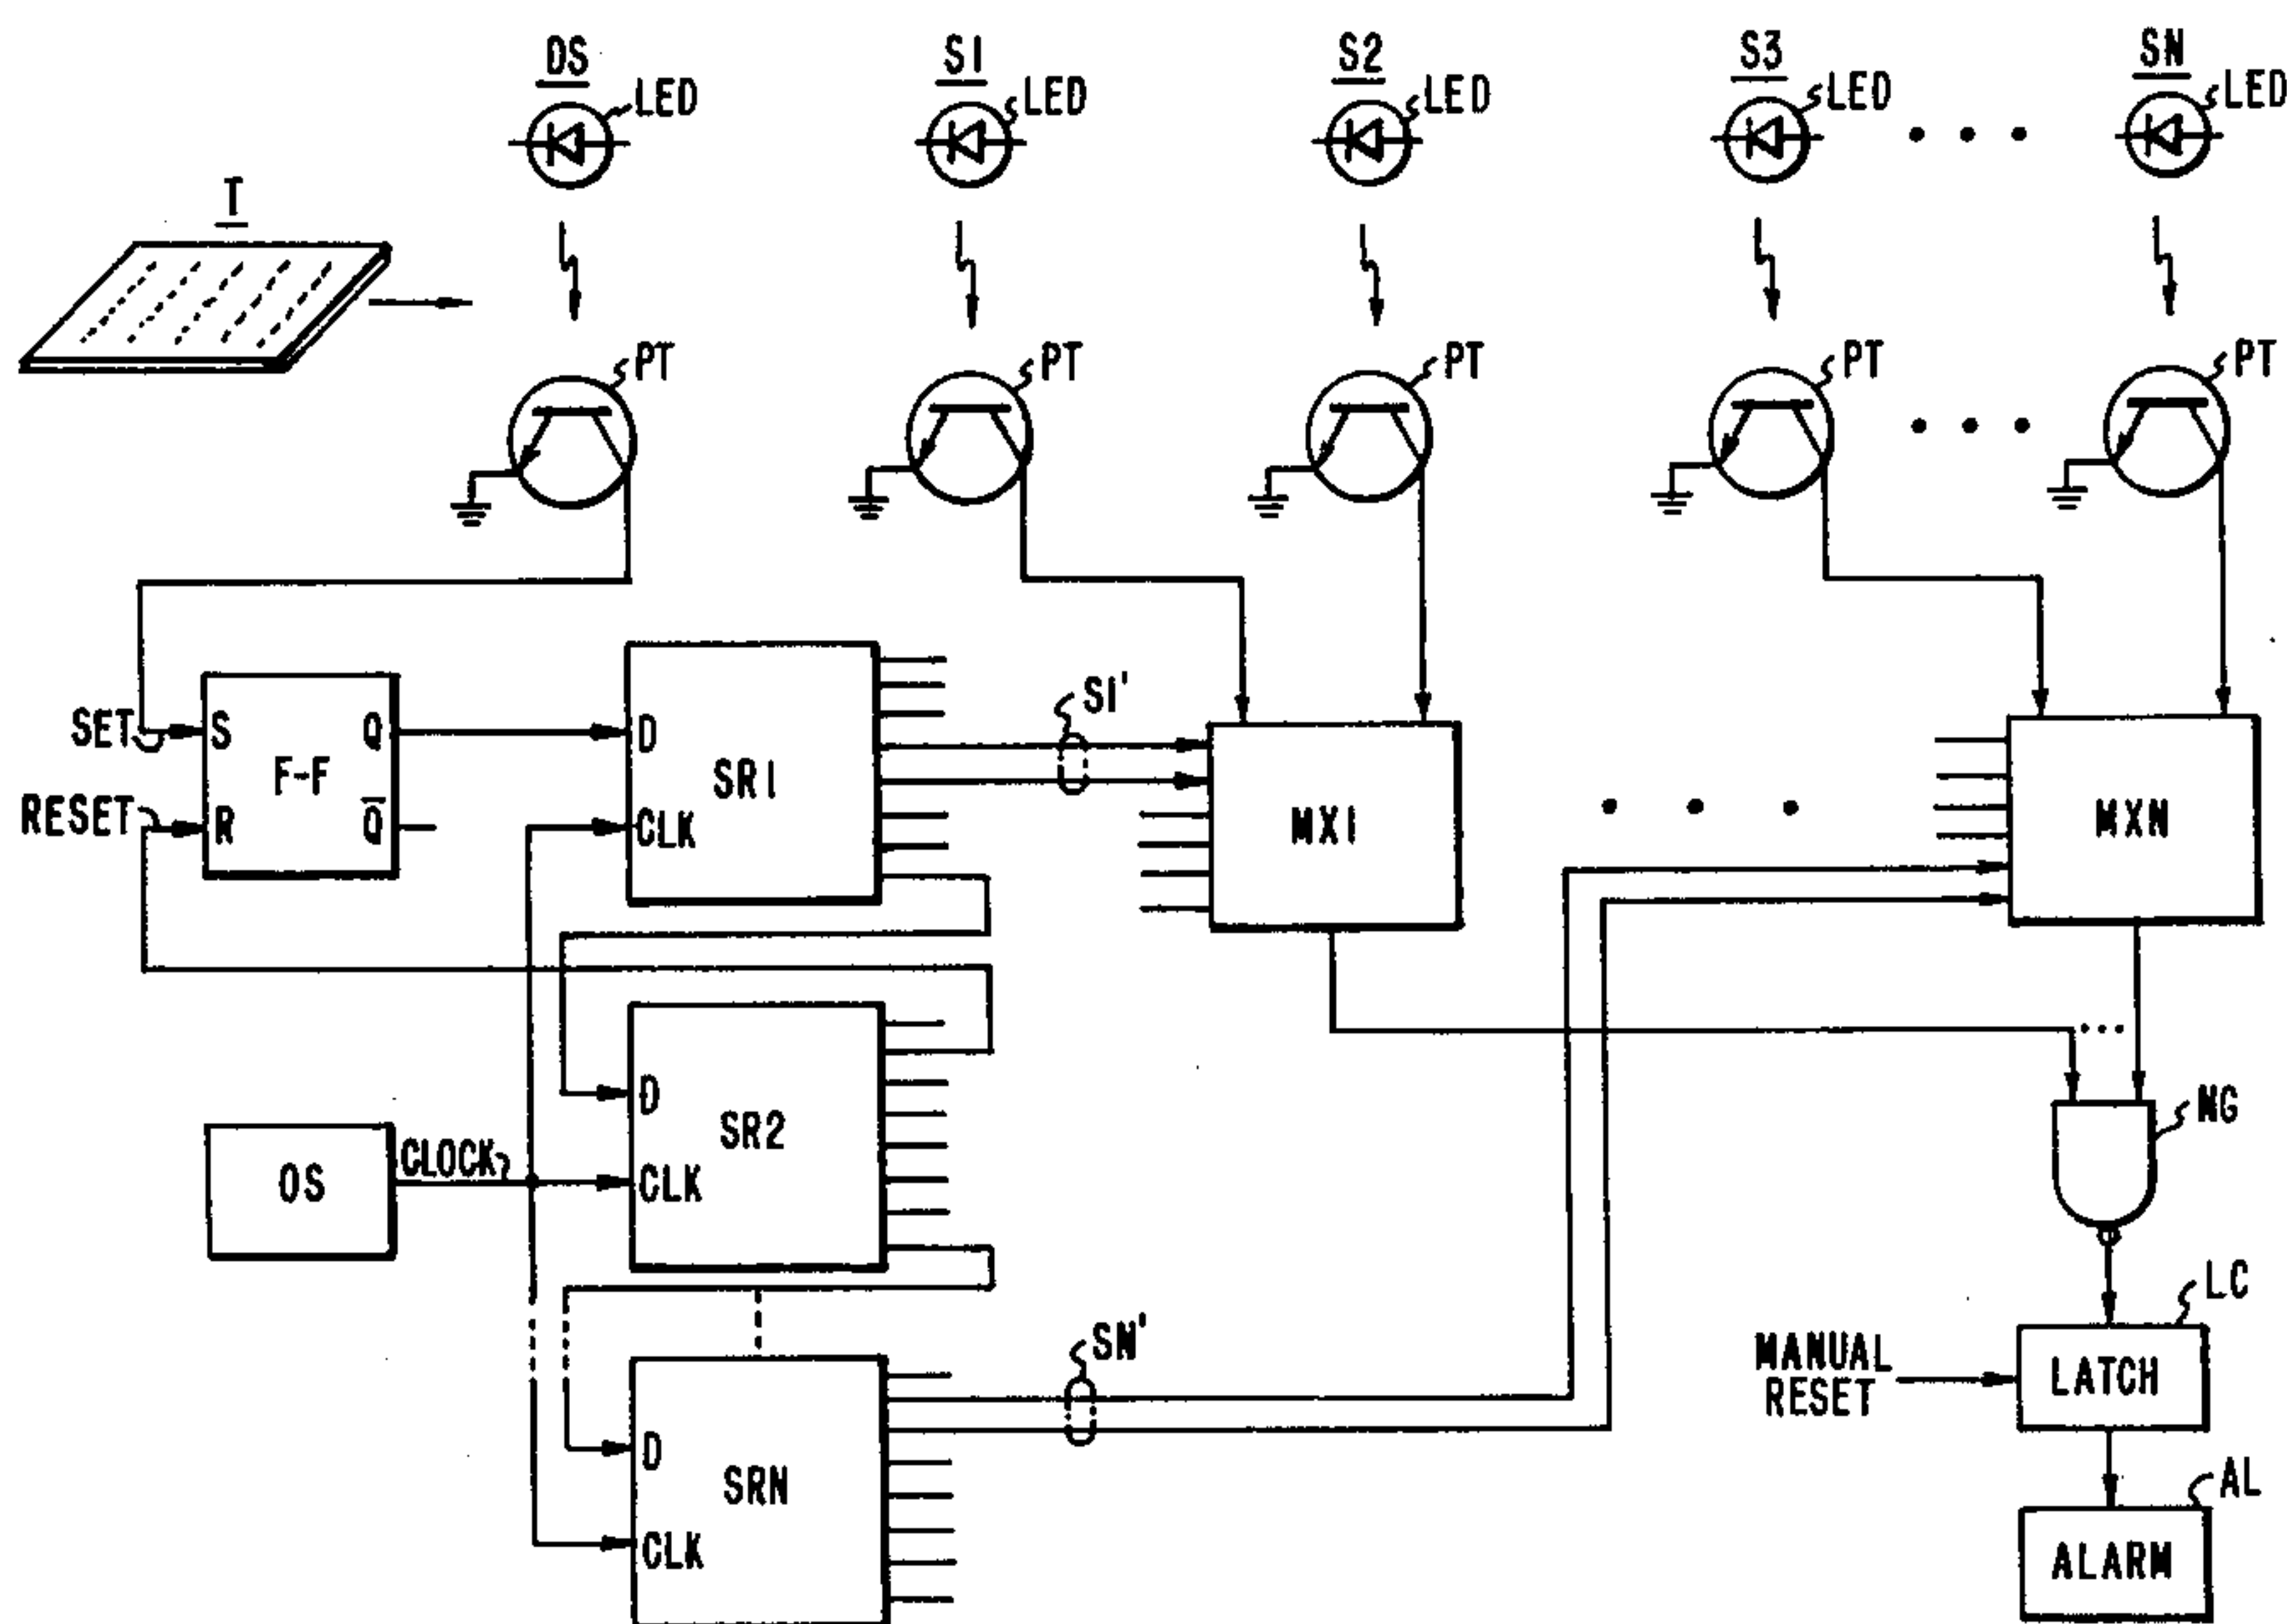 DS
S1
S2
S3
SN
LED
LED
LED
LED
LED
T
PT
PT
PT
PT
PT
SET
S
Q
F-F
RESET
R
Q̅
D
SR1
CLK
S1'
MX1
MXN
D
SR2
CLK
OS
CLOCK
NG
LC
MANUAL
RESET
LATCH
SN'
D
SRN
CLK
AL
ALARM